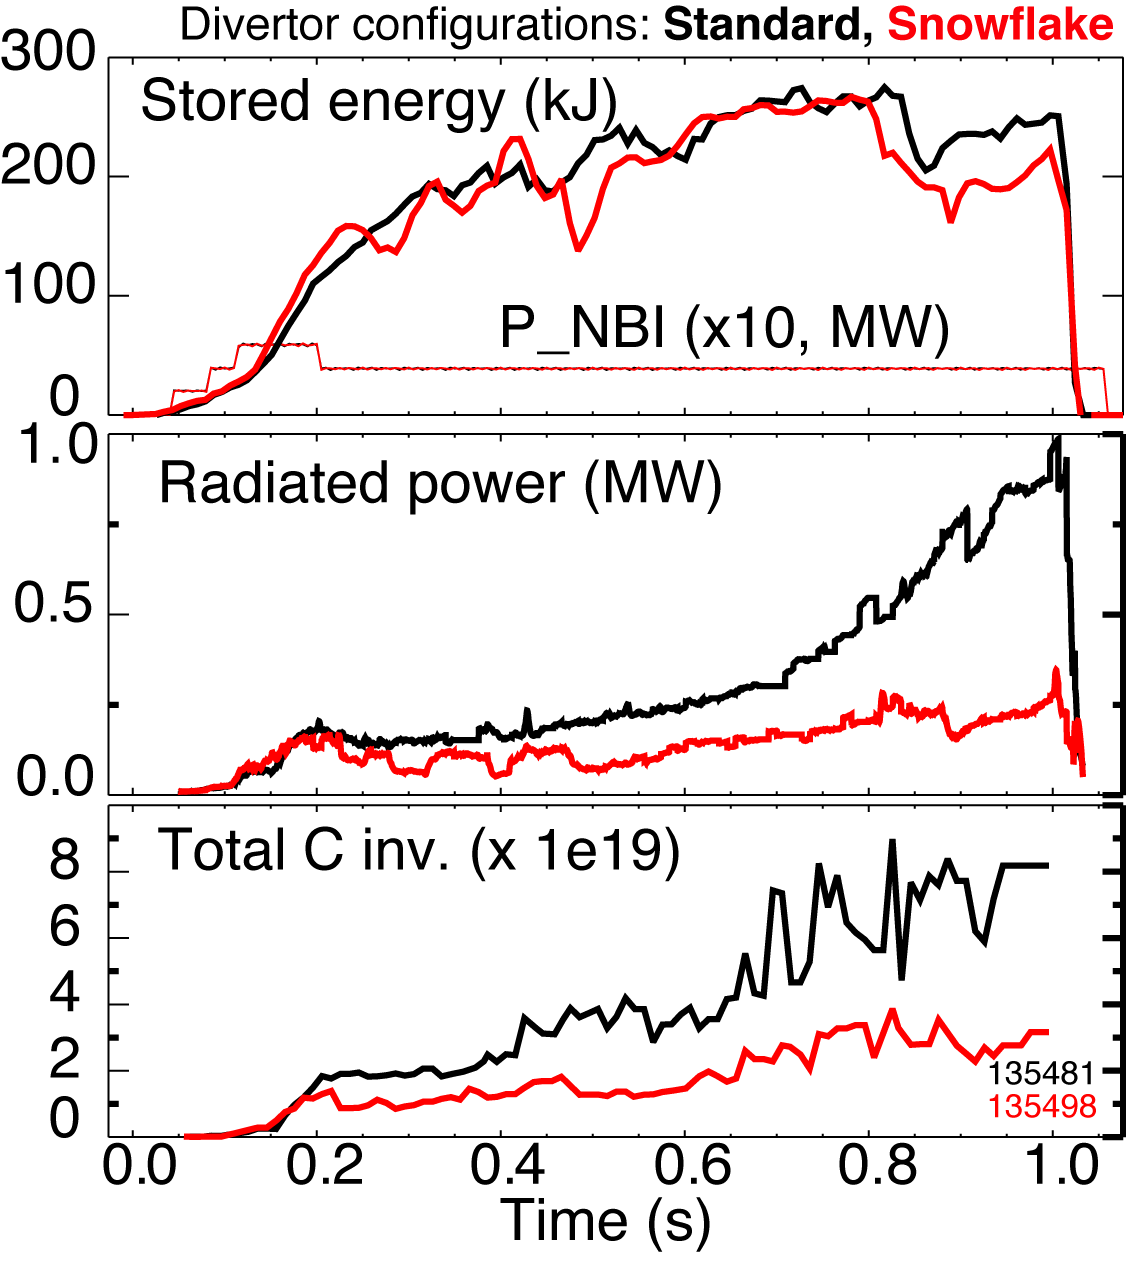 Divertor configurations: Standard, Snowflake
300
Stored energy (kJ)
200
100
P_NBI (x10, MW)
0
1.0
Radiated power (MW)
0.5
0.0
Total C inv. (x 1e19)
8
6
4
2
135481
135498
0
0.0 0.2 0.4 0.6 0.8 1.0
Time (s)